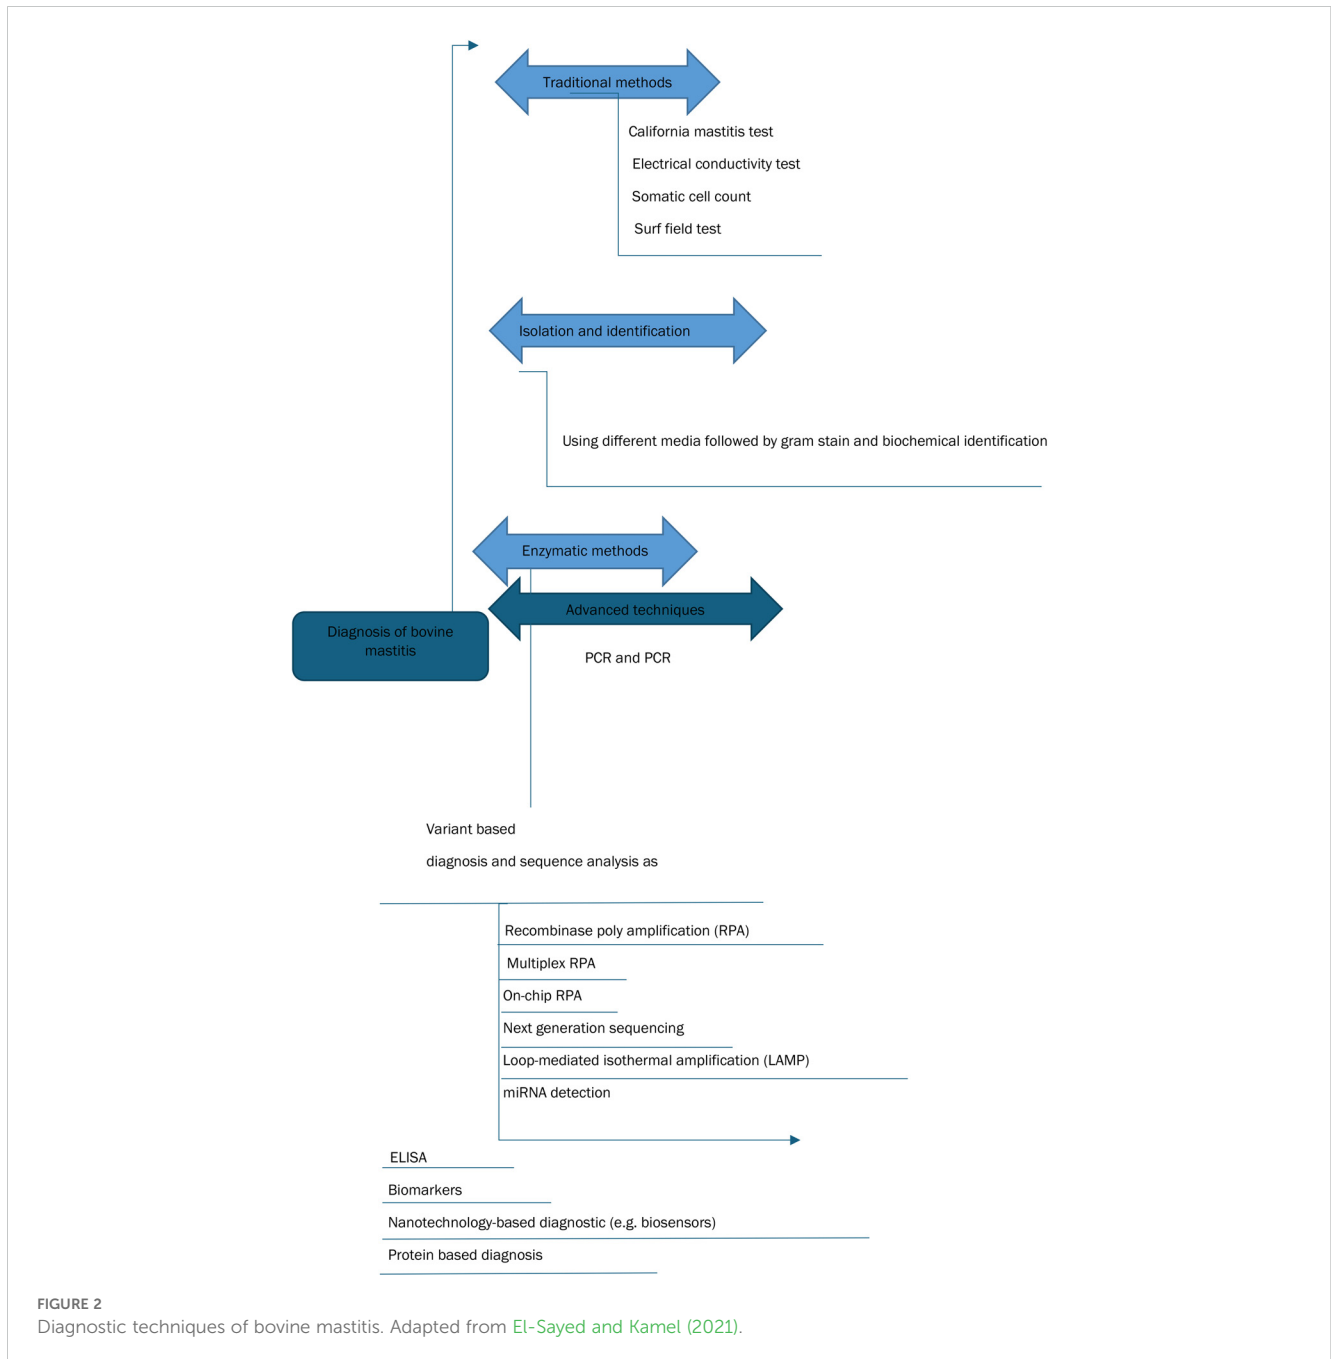 Traditional methods
California mastitis test
Electrical conductivity test
Somatic cell count
Surf field test
Isolation and identification
Using different media followed by gram stain and biochemical identification
Enzymatic methods
Advanced techniques
Diagnosis of bovine
mastitis
PCR and PCR
Variant based
diagnosis and sequence analysis as
Recombinase poly amplification (RPA)
Multiplex RPA
On-chip RPA
Next generation sequencing
Loop-mediated isothermal amplification (LAMP)
miRNA detection
ELISA
Biomarkers
Nanotechnology-based diagnostic (e.g. biosensors)
Protein based diagnosis
FIGURE 2
Diagnostic techniques of bovine mastitis. Adapted from El-Sayed and Kamel (2021).